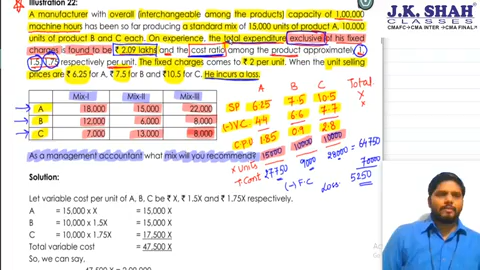 Illustration 22:
J.K. SHAH
CLASSES
CMAFC ➔ CMA INTER ➔ CMA FINAL
A manufacturer with overall (interchangeable among the products) capacity of 1,00,000
machine hours has been so far producing a standard mix of 15,000 units of product A, 10,000
units of product B and C each. On experience, the total expenditure exclusive of his fixed
charges is found to be ₹ 2.09 lakhs and the cost ratio among the product approximately 1,
1.5, 1.75 respectively per unit. The fixed charges comes to ₹ 2 per unit. When the unit selling
prices are ₹ 6.25 for A, ₹ 7.5 for B and ₹10.5 for C. He incurs a loss.
Mix-I Mix-II Mix-III
A 18,000 15,000 22,000
B 12,000 6,000 8,000
C 7,000 13,000 8,000
As a management accountant what mix will you recommend?
A B C Total
SP 6.25 7.5 10.5 X
(-) V.C 4.4 6.6 7.7 X
C.P.U 1.85 0.9 2.8
x units 15000 10000 10000
T. Cont 27750 9000 28000 = 64750
(-) F.C 70000
Loss 5250
Solution:
Let variable cost per unit of A, B, C be ₹ X, ₹ 1.5X and ₹ 1.75X respectively.
A = 15,000 x X = 15,000 X
B = 10,000 x 1.5X = 15,000 X
C = 10,000 x 1.75X = 17,500 X
Total variable cost = 47,500 X
So, we can say.